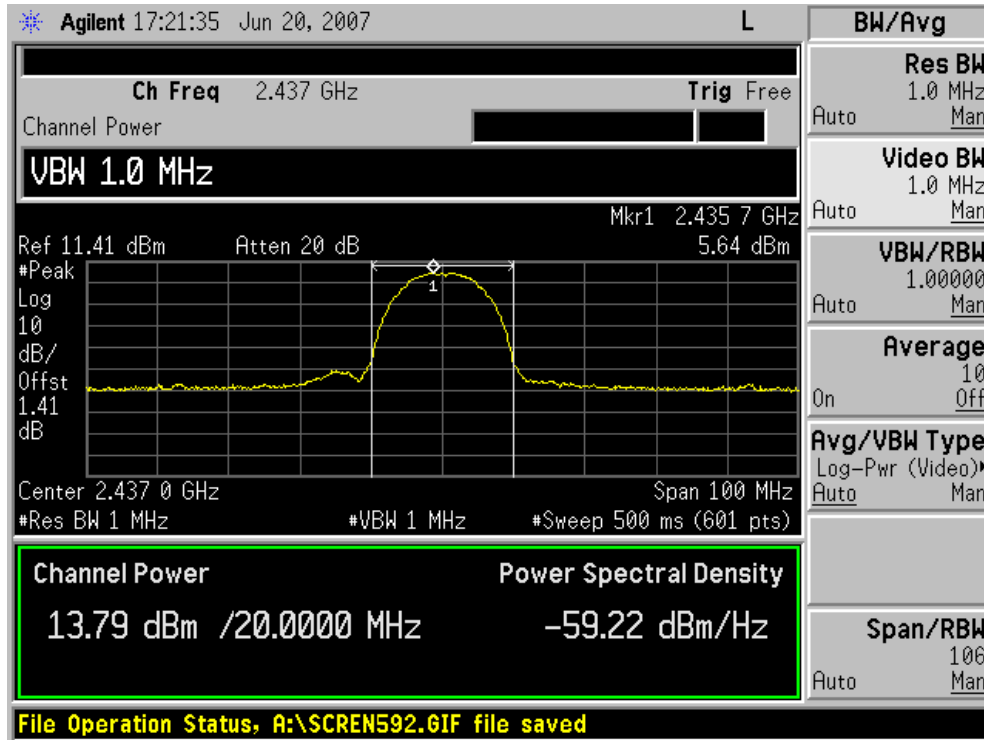 Agilent 17:21:35 Jun 20, 2007 L
Ch Freq 2.437 GHz Trig Free
Channel Power
VBW 1.0 MHz
Mkr1 2.435 7 GHz
Ref 11.41 dBm Atten 20 dB 5.64 dBm
#Peak
Log
10
dB/
Offst
1.41
dB
1
Center 2.437 0 GHz Span 100 MHz
#Res BW 1 MHz #VBW 1 MHz #Sweep 500 ms (601 pts)
Channel Power Power Spectral Density
13.79 dBm /20.0000 MHz -59.22 dBm/Hz
File Operation Status, A:\SCREN592.GIF file saved
BW/Avg
Res BW
1.0 MHz
Auto Man
Video BW
1.0 MHz
Auto Man
VBW/RBW
1.00000
Auto Man
Average
10
On Off
Avg/VBW Type
Log-Pwr (Video)
Auto Man
Span/RBW
106
Auto Man